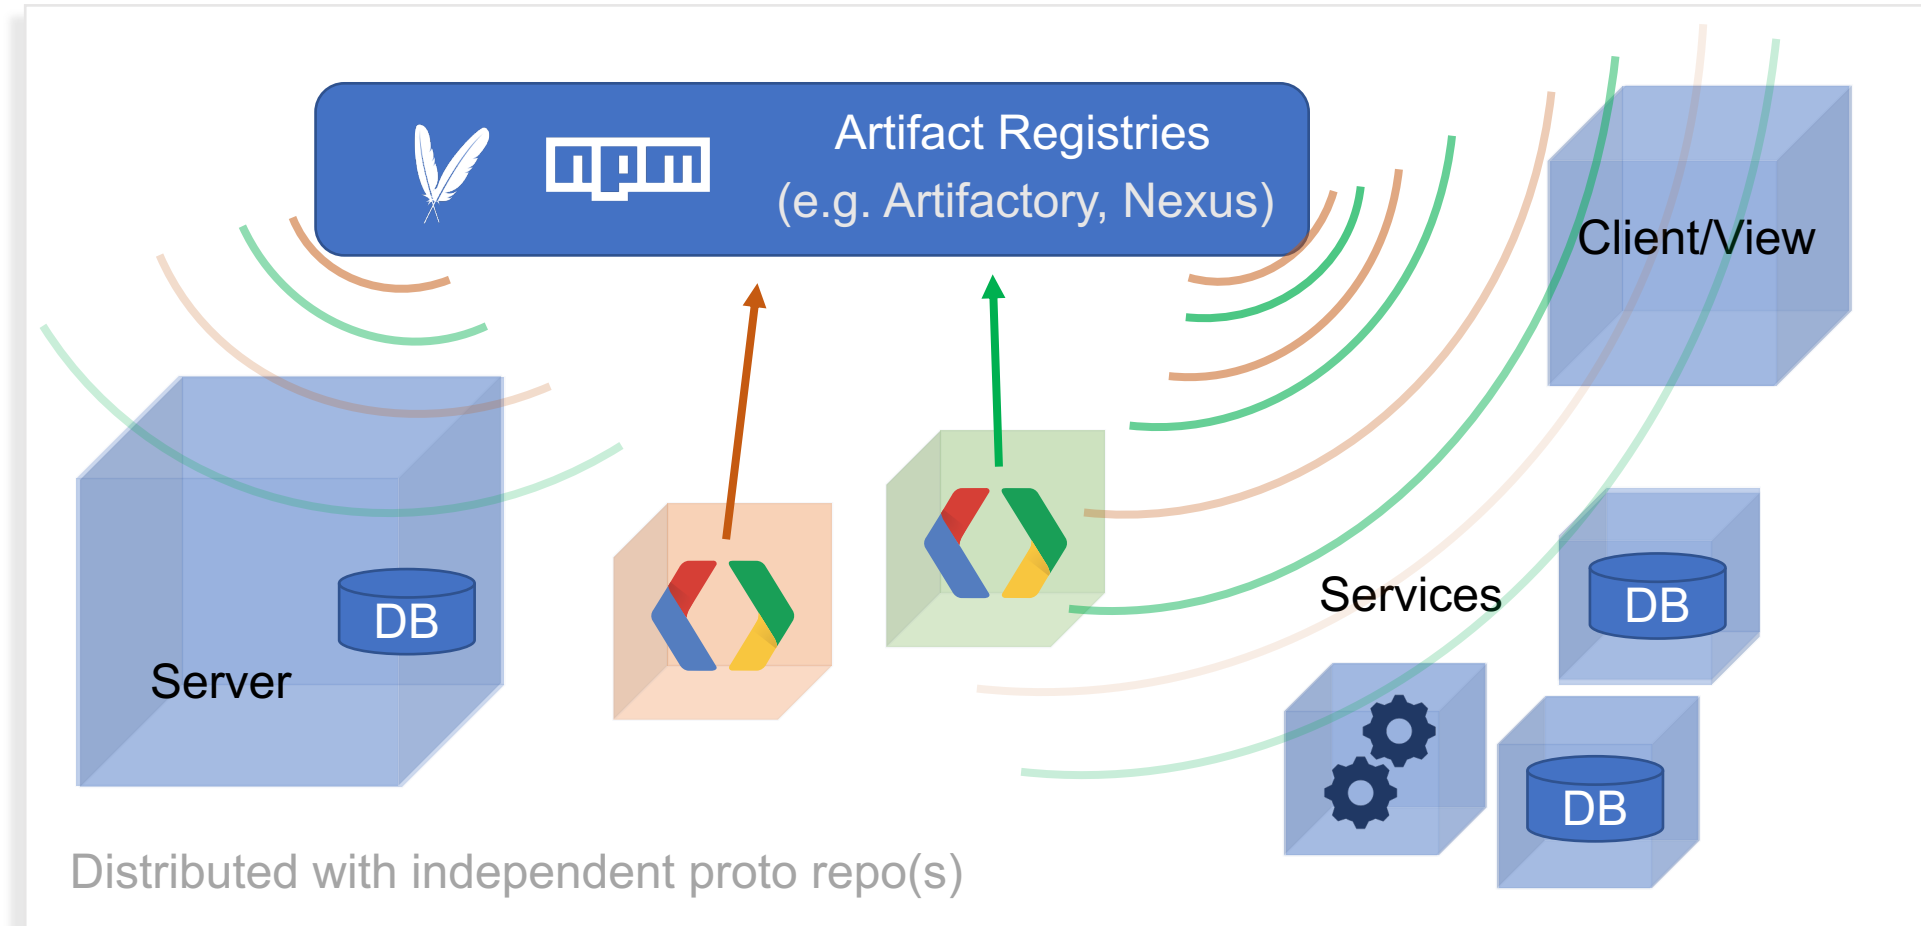 npm
Artifact Registries
(e.g. Artifactory, Nexus)
Client/View
Server
DB
Services
DB
DB
Distributed with independent proto repo(s)